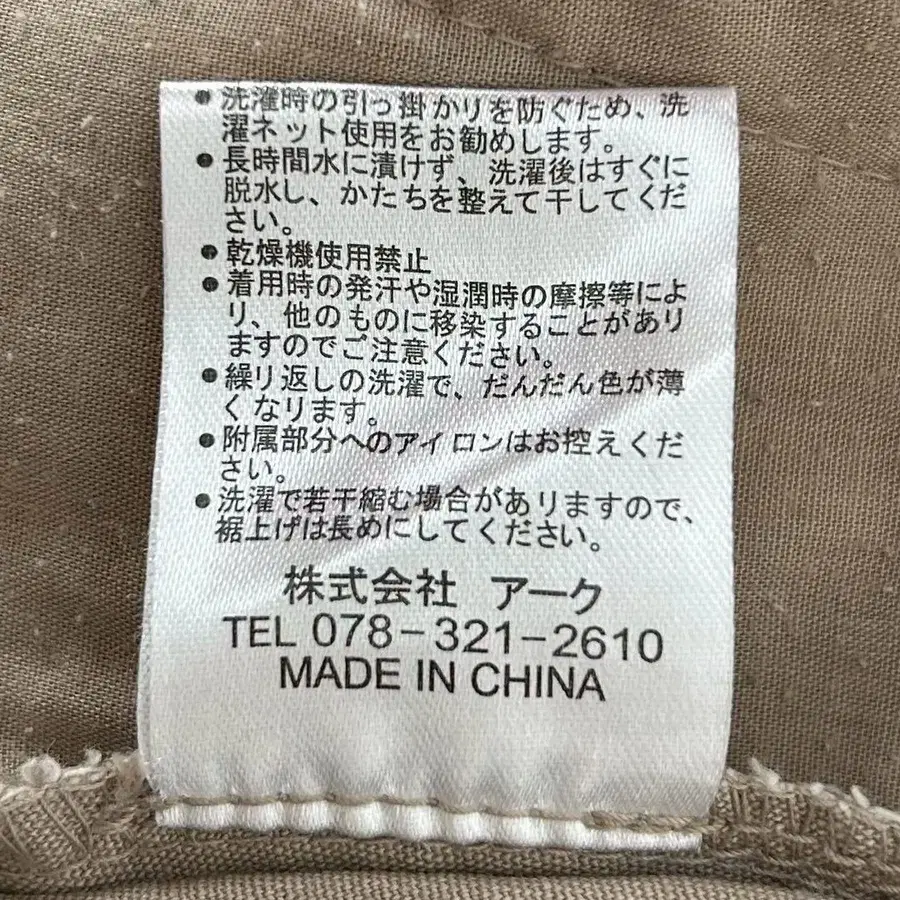 • 洗濯時の引っ掛かりを防ぐため、洗
濯ネット使用をお勧めします。
• 長時間水に漬けず、洗濯後はすぐに
脱水し、かたちを整えて干してくだ
さい。
• 乾燥機使用禁止
• 着用時の発汗や湿潤時の摩擦等によ
り、他のものに移染することがあり
ますのでご注意ください。
• 繰り返しの洗濯で、だんだん色が薄
くなります。
• 附属部分へのアイロンはお控えくだ
さい。
• 洗濯で若干縮む場合がありますので、
裾上げは長めにしてください。
株式会社 アーク
TEL 078-321-2610
MADE IN CHINA